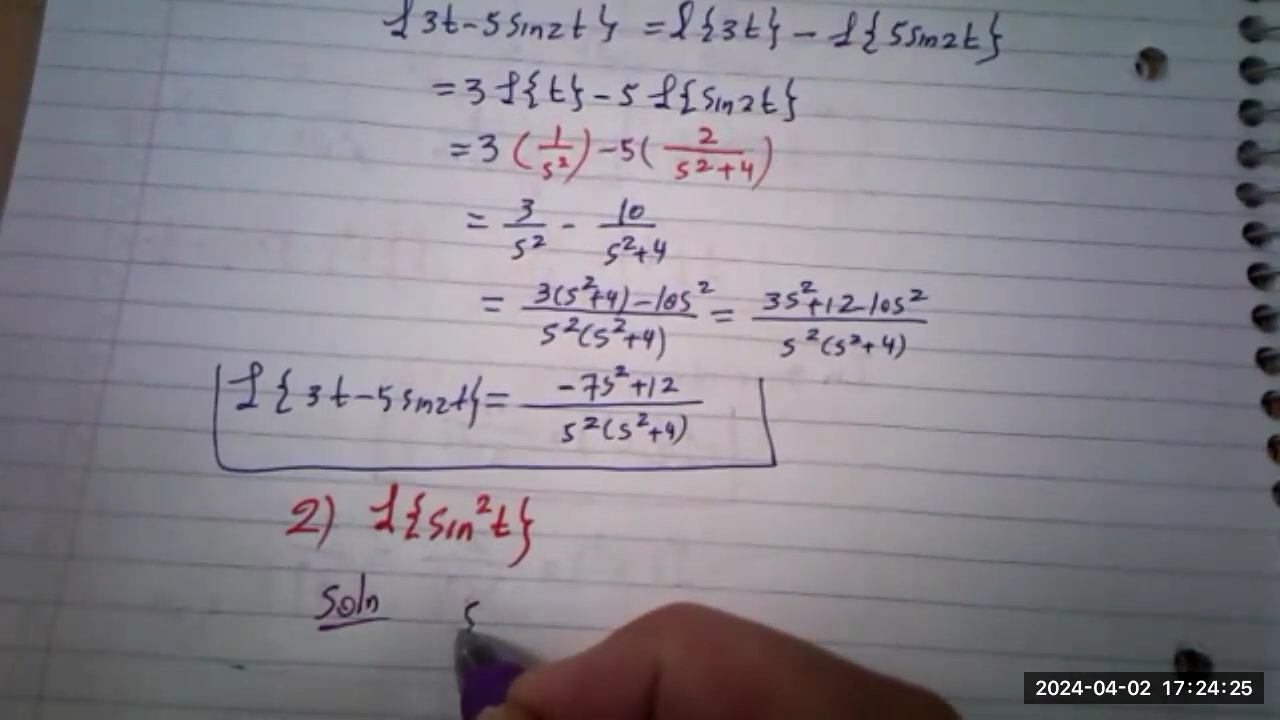 ℒ{3t-5sin2t} = ℒ{3t} - ℒ{5sin2t}
= 3ℒ{t} - 5ℒ{sin2t}
= 3(1/s²) - 5(2/s²+4)
= 3/s² - 10/s²+4
= 3(s²+4)-10s²/s²(s²+4) = 3s²+12-10s²/s²(s²+4)
ℒ{3t-5sin2t} = -7s²+12/s²(s²+4)
2) ℒ{sin²t}
Soln S
2024-04-02 17:24:25